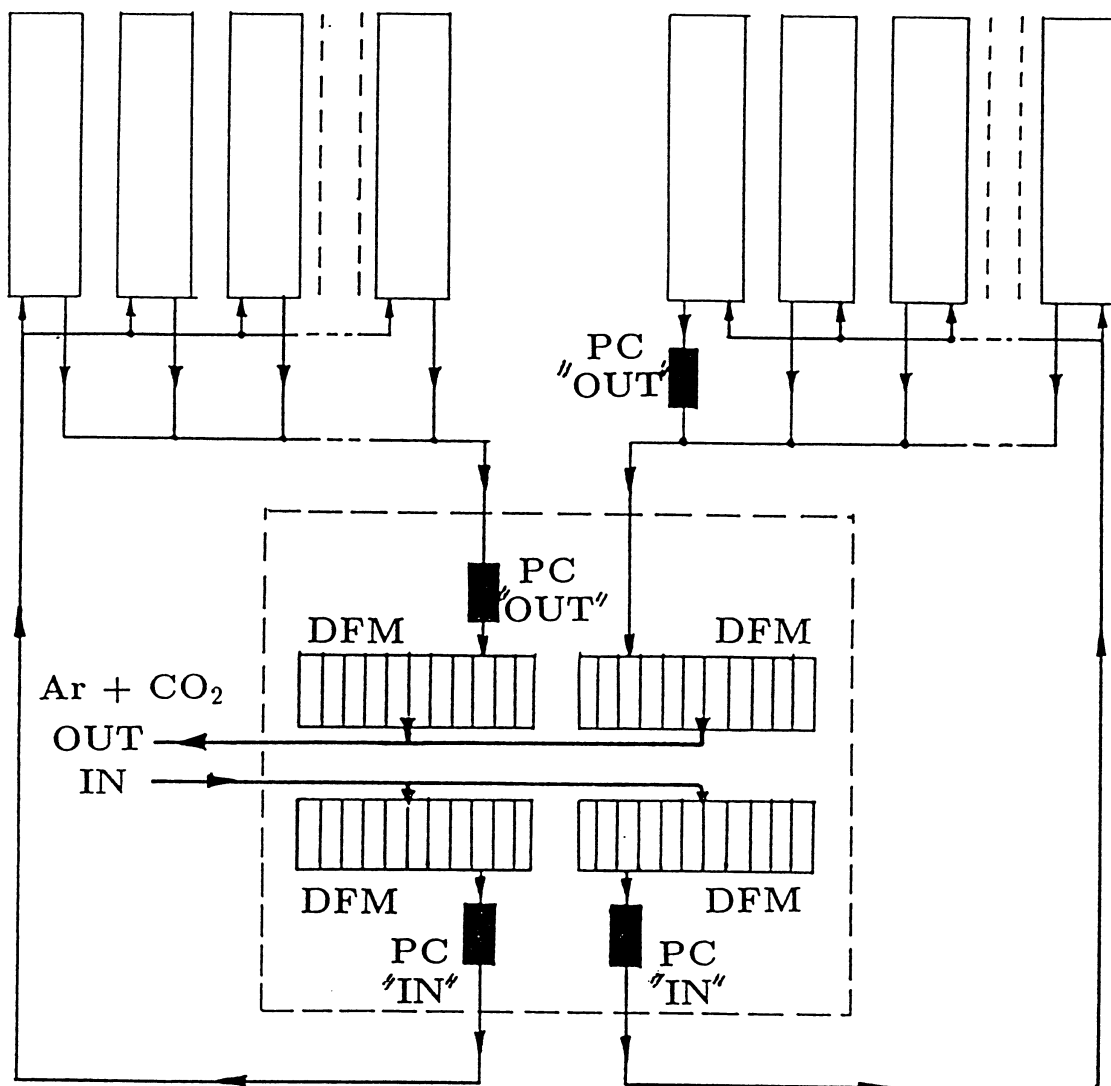 PC
"OUT"
PC
"OUT"
DFM
DFM
Ar + CO₂
OUT
IN
DFM
DFM
PC
"IN"
PC
"IN"